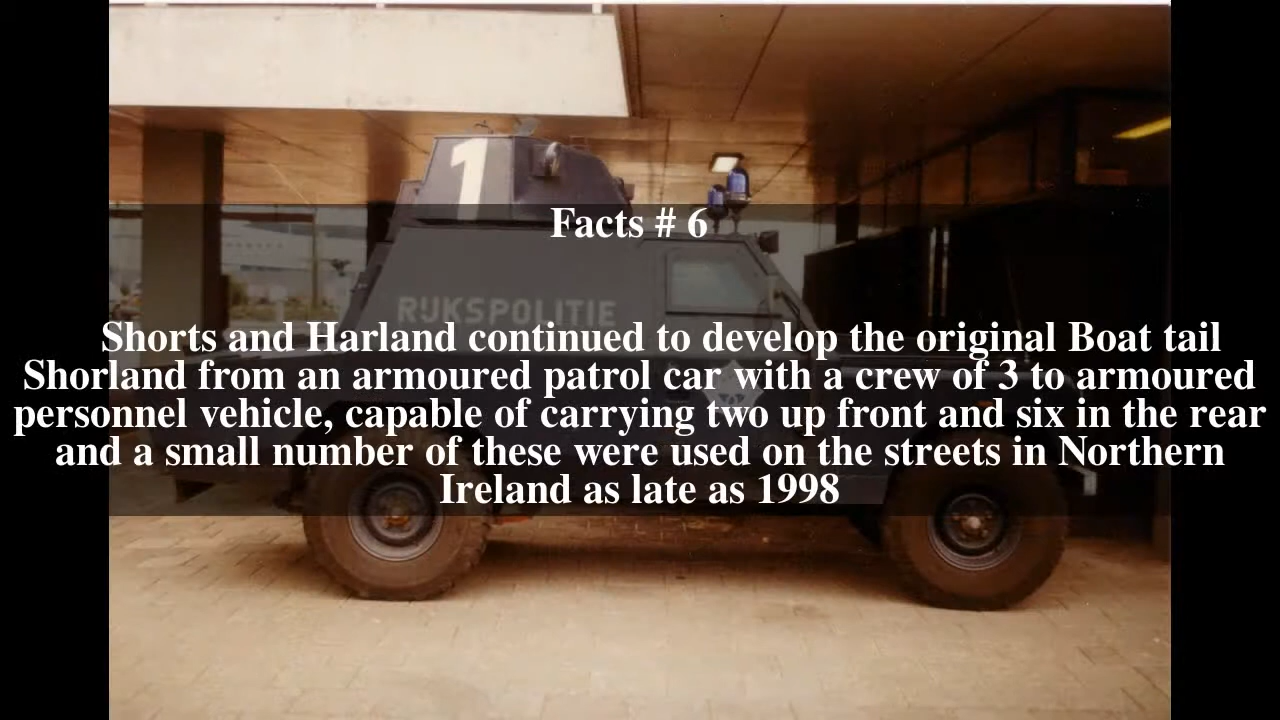 1
Facts # 6
RIJKSPOLITIE
Shorts and Harland continued to develop the original Boat tail
Shorland from an armoured patrol car with a crew of 3 to armoured
personnel vehicle, capable of carrying two up front and six in the rear
and a small number of these were used on the streets in Northern
Ireland as late as 1998